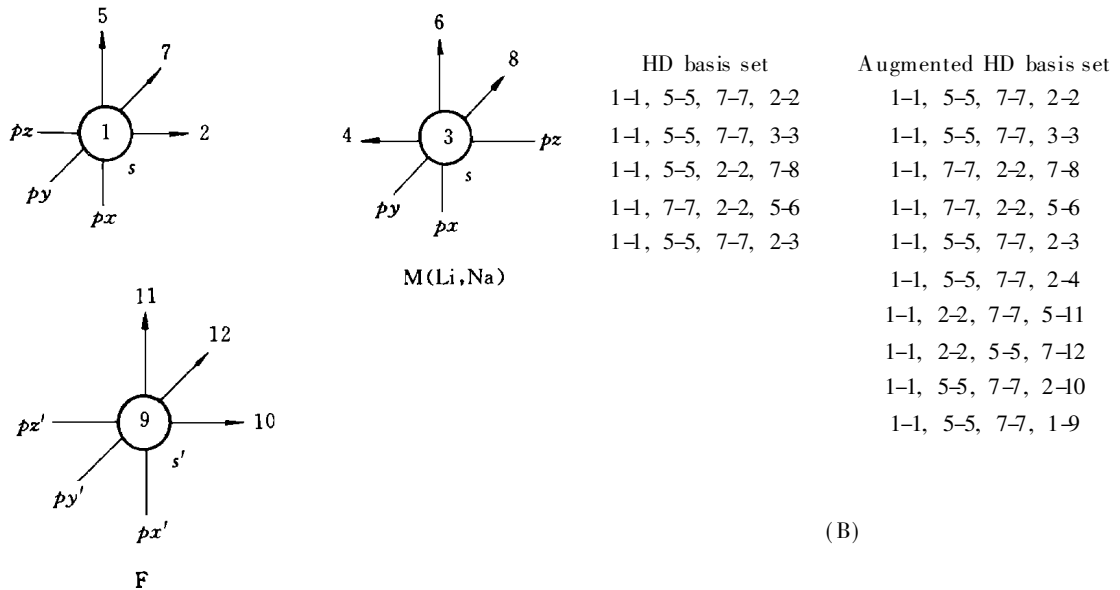 5
7
pz
1
2
s
py
px
6
8
4
3
pz
s
py
px
M(Li,Na)
11
12
pz′
9
10
s′
py′
px′
F
HD basis set
1-1, 5-5, 7-7, 2-2
1-1, 5-5, 7-7, 3-3
1-1, 5-5, 2-2, 7-8
1-1, 7-7, 2-2, 5-6
1-1, 5-5, 7-7, 2-3
Augmented HD basis set
1-1, 5-5, 7-7, 2-2
1-1, 5-5, 7-7, 3-3
1-1, 7-7, 2-2, 7-8
1-1, 7-7, 2-2, 5-6
1-1, 5-5, 7-7, 2-3
1-1, 5-5, 7-7, 2-4
1-1, 2-2, 7-7, 5-11
1-1, 2-2, 5-5, 7-12
1-1, 5-5, 7-7, 2-10
1-1, 5-5, 7-7, 1-9
(B)